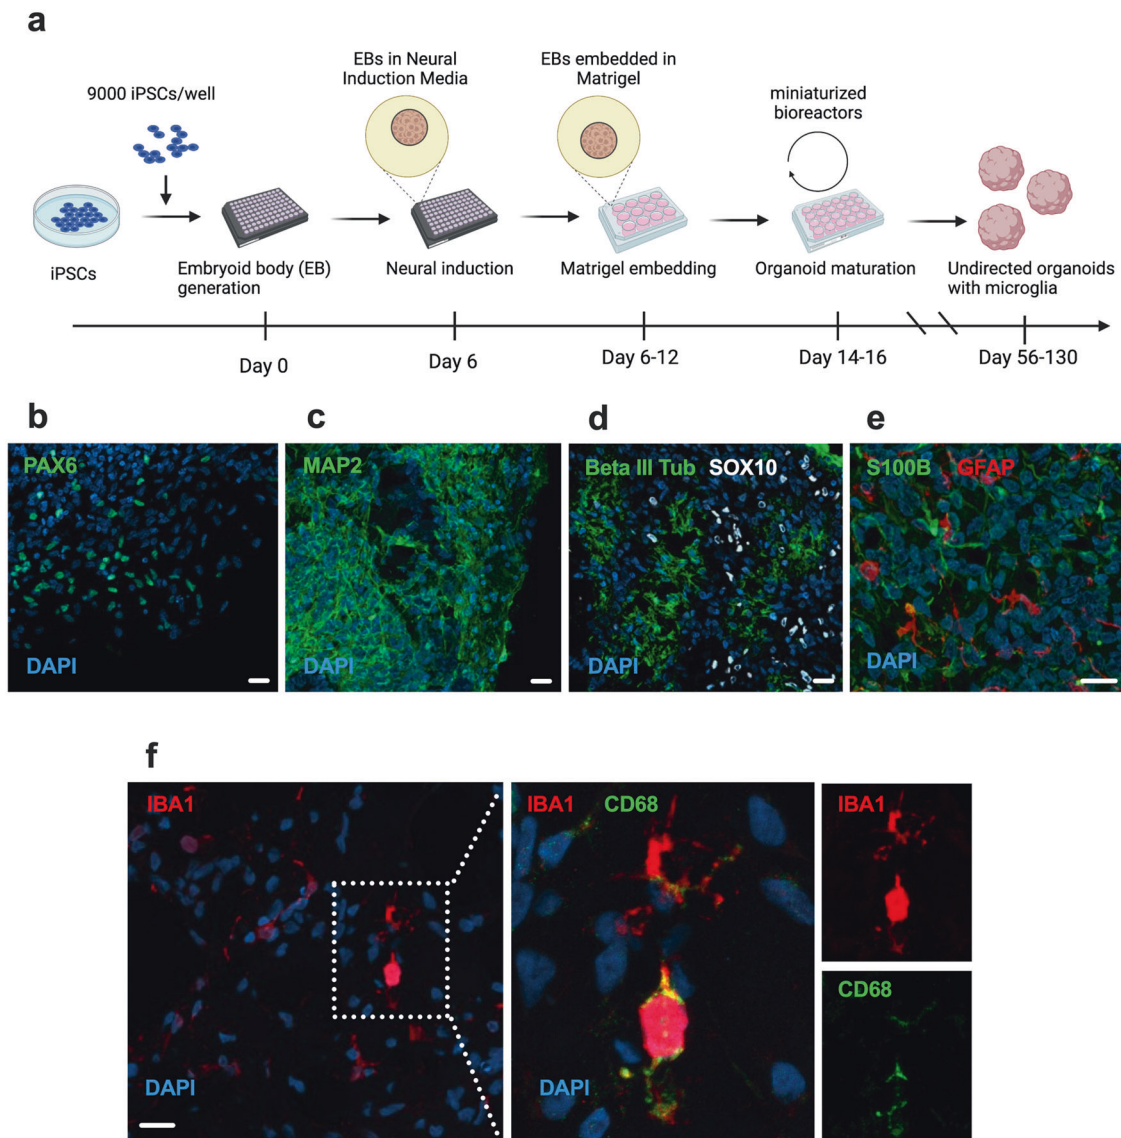 a
EBs in Neural
Induction Media
EBs embedded in
Matrigel
9000 iPSCs/well
miniaturized
bioreactors
iPSCs
Embryoid body (EB)
generation
Neural induction
Matrigel embedding
Organoid maturation
Undirected organoids
with microglia
Day 0
Day 6
Day 6-12
Day 14-16
Day 56-130
b
PAX6
DAPI
c
MAP2
DAPI
d
Beta III Tub SOX10
DAPI
e
S100B GFAP
DAPI
f
IBA1
DAPI
IBA1 CD68
DAPI
IBA1
CD68